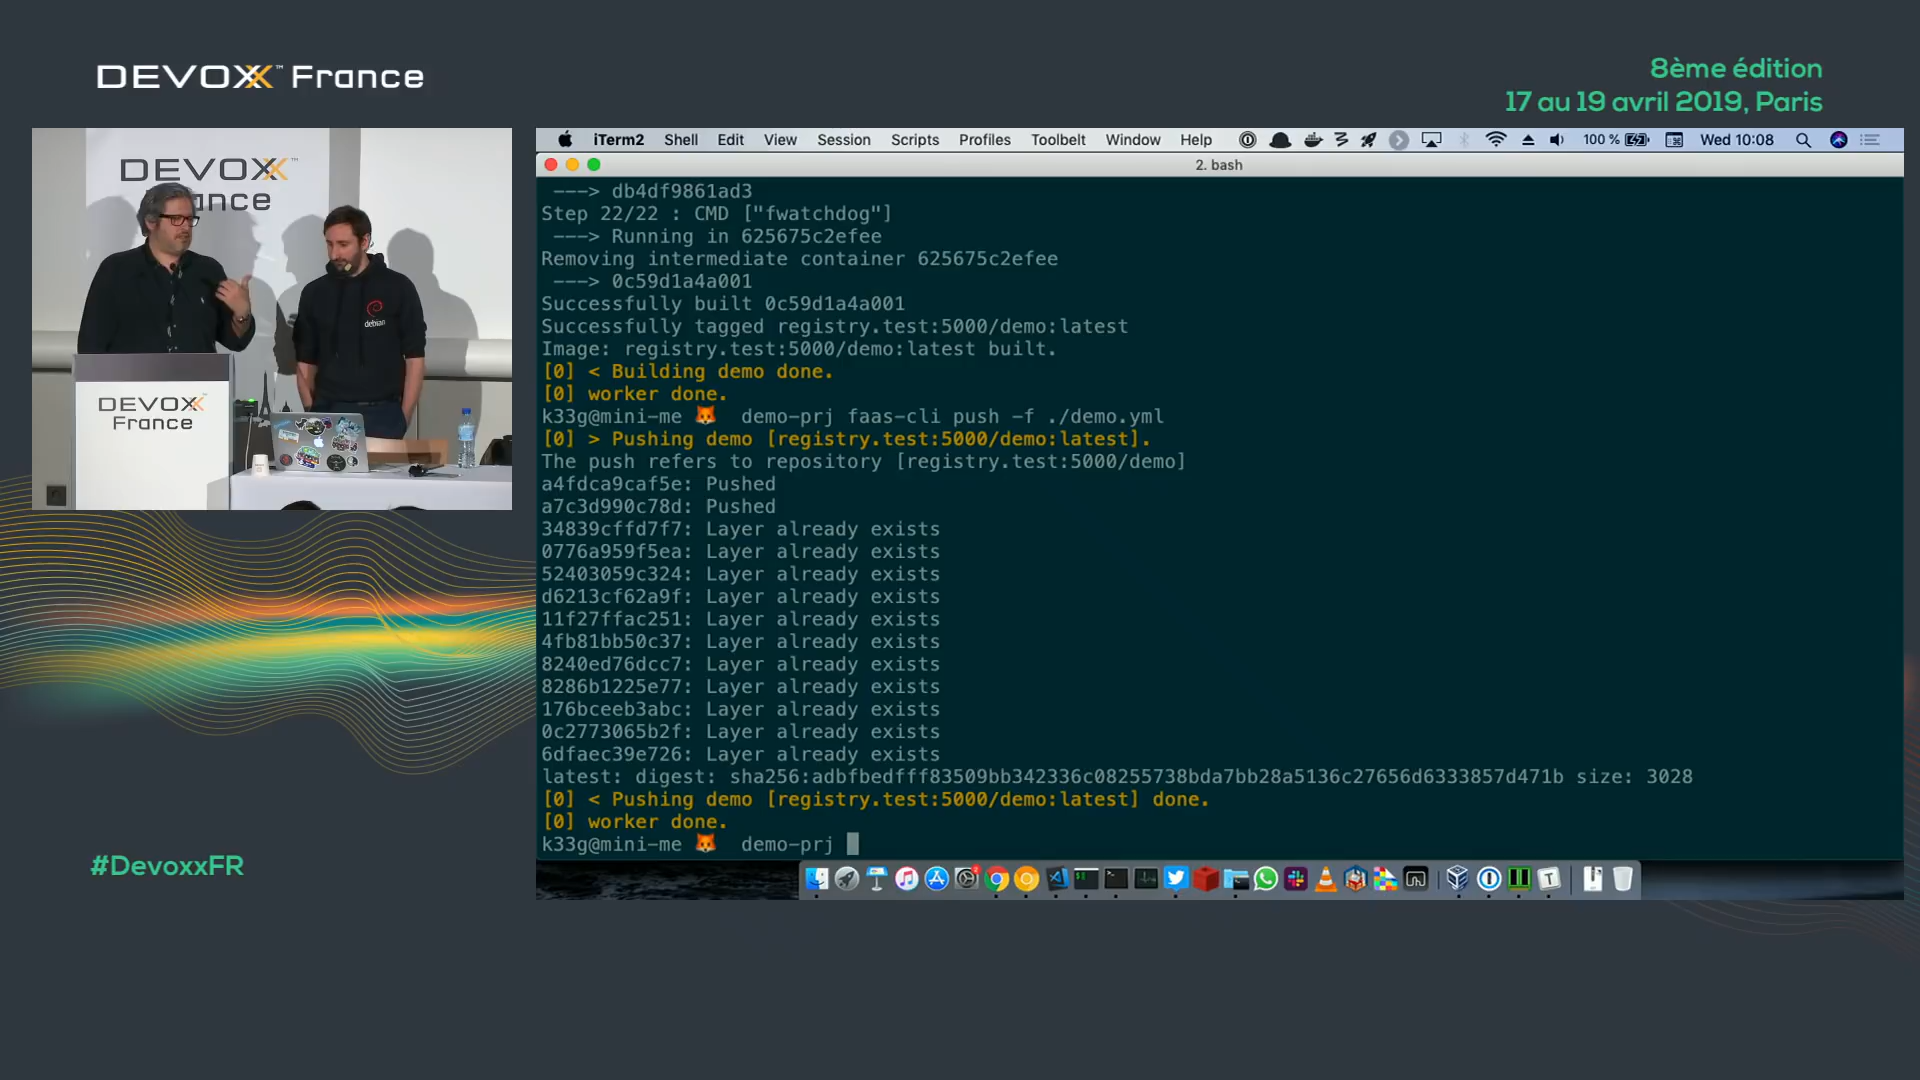 DEVOXX™ France
8ème édition
17 au 19 avril 2019, Paris
DEVOXX™
France
debian
DEVOXX
France
#DevoxxFR
iTerm2 Shell Edit View Session Scripts Profiles Toolbelt Window Help 100 % Wed 10:08
2. bash
---> db4df9861ad3
Step 22/22 : CMD ["fwatchdog"]
---> Running in 625675c2efee
Removing intermediate container 625675c2efee
---> 0c59d1a4a001
Successfully built 0c59d1a4a001
Successfully tagged registry.test:5000/demo:latest
Image: registry.test:5000/demo:latest built.
[0] < Building demo done.
[0] worker done.
k33g@mini-me 🦊 demo-prj faas-cli push -f ./demo.yml
[0] > Pushing demo [registry.test:5000/demo:latest].
The push refers to repository [registry.test:5000/demo]
a4fdca9caf5e: Pushed
a7c3d990c78d: Pushed
34839cffd7f7: Layer already exists
0776a959f5ea: Layer already exists
52403059c324: Layer already exists
d6213cf62a9f: Layer already exists
11f27ffac251: Layer already exists
4fb81bb50c37: Layer already exists
8240ed76dcc7: Layer already exists
8286b1225e77: Layer already exists
176bceeb3abc: Layer already exists
0c2773065b2f: Layer already exists
6dfaec39e726: Layer already exists
latest: digest: sha256:adbfbedfff83509bb342336c08255738bda7bb28a5136c27656d6333857d471b size: 3028
[0] < Pushing demo [registry.test:5000/demo:latest] done.
[0] worker done.
k33g@mini-me 🦊 demo-prj